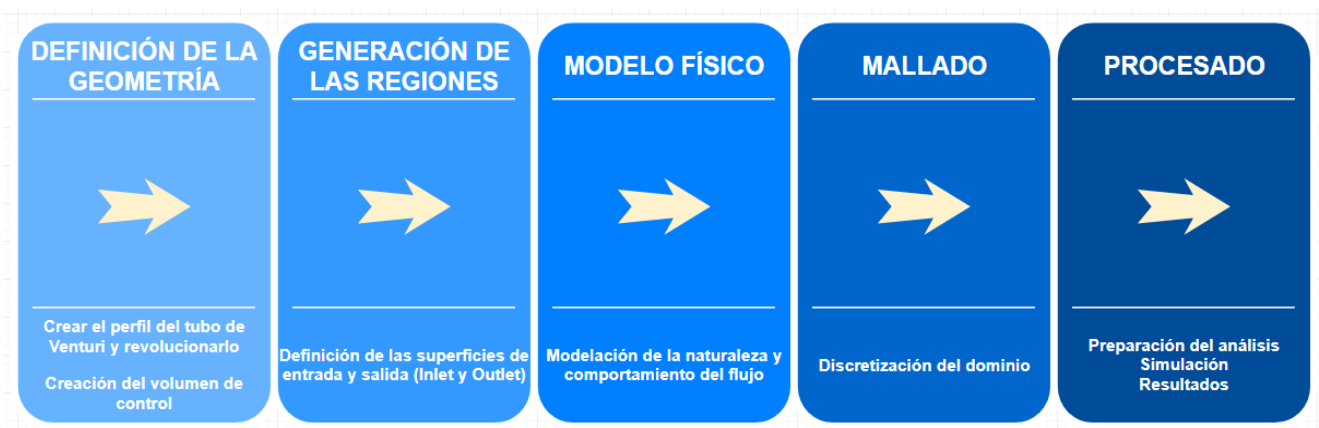 DEFINICIÓN DE LA
GEOMETRÍA
Crear el perfil del tubo de
Venturi y revolucionarlo
Creación del volumen de
control
GENERACIÓN DE
LAS REGIONES
Definición de las superficies de
entrada y salida (Inlet y Outlet)
MODELO FÍSICO
Modelación de la naturaleza y
comportamiento del flujo
MALLADO
Discretización del dominio
PROCESADO
Preparación del análisis
Simulación
Resultados